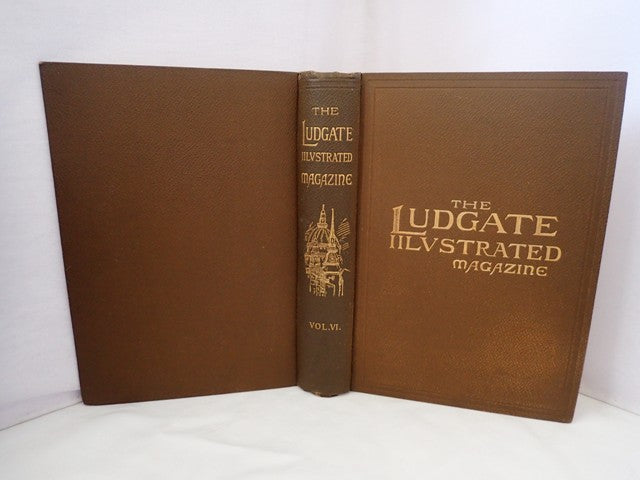 THE
LUDGATE
ILLVSTRATED
MAGAZINE
VOL.VI.
THE
LUDGATE
ILLVSTRATED
MAGAZINE